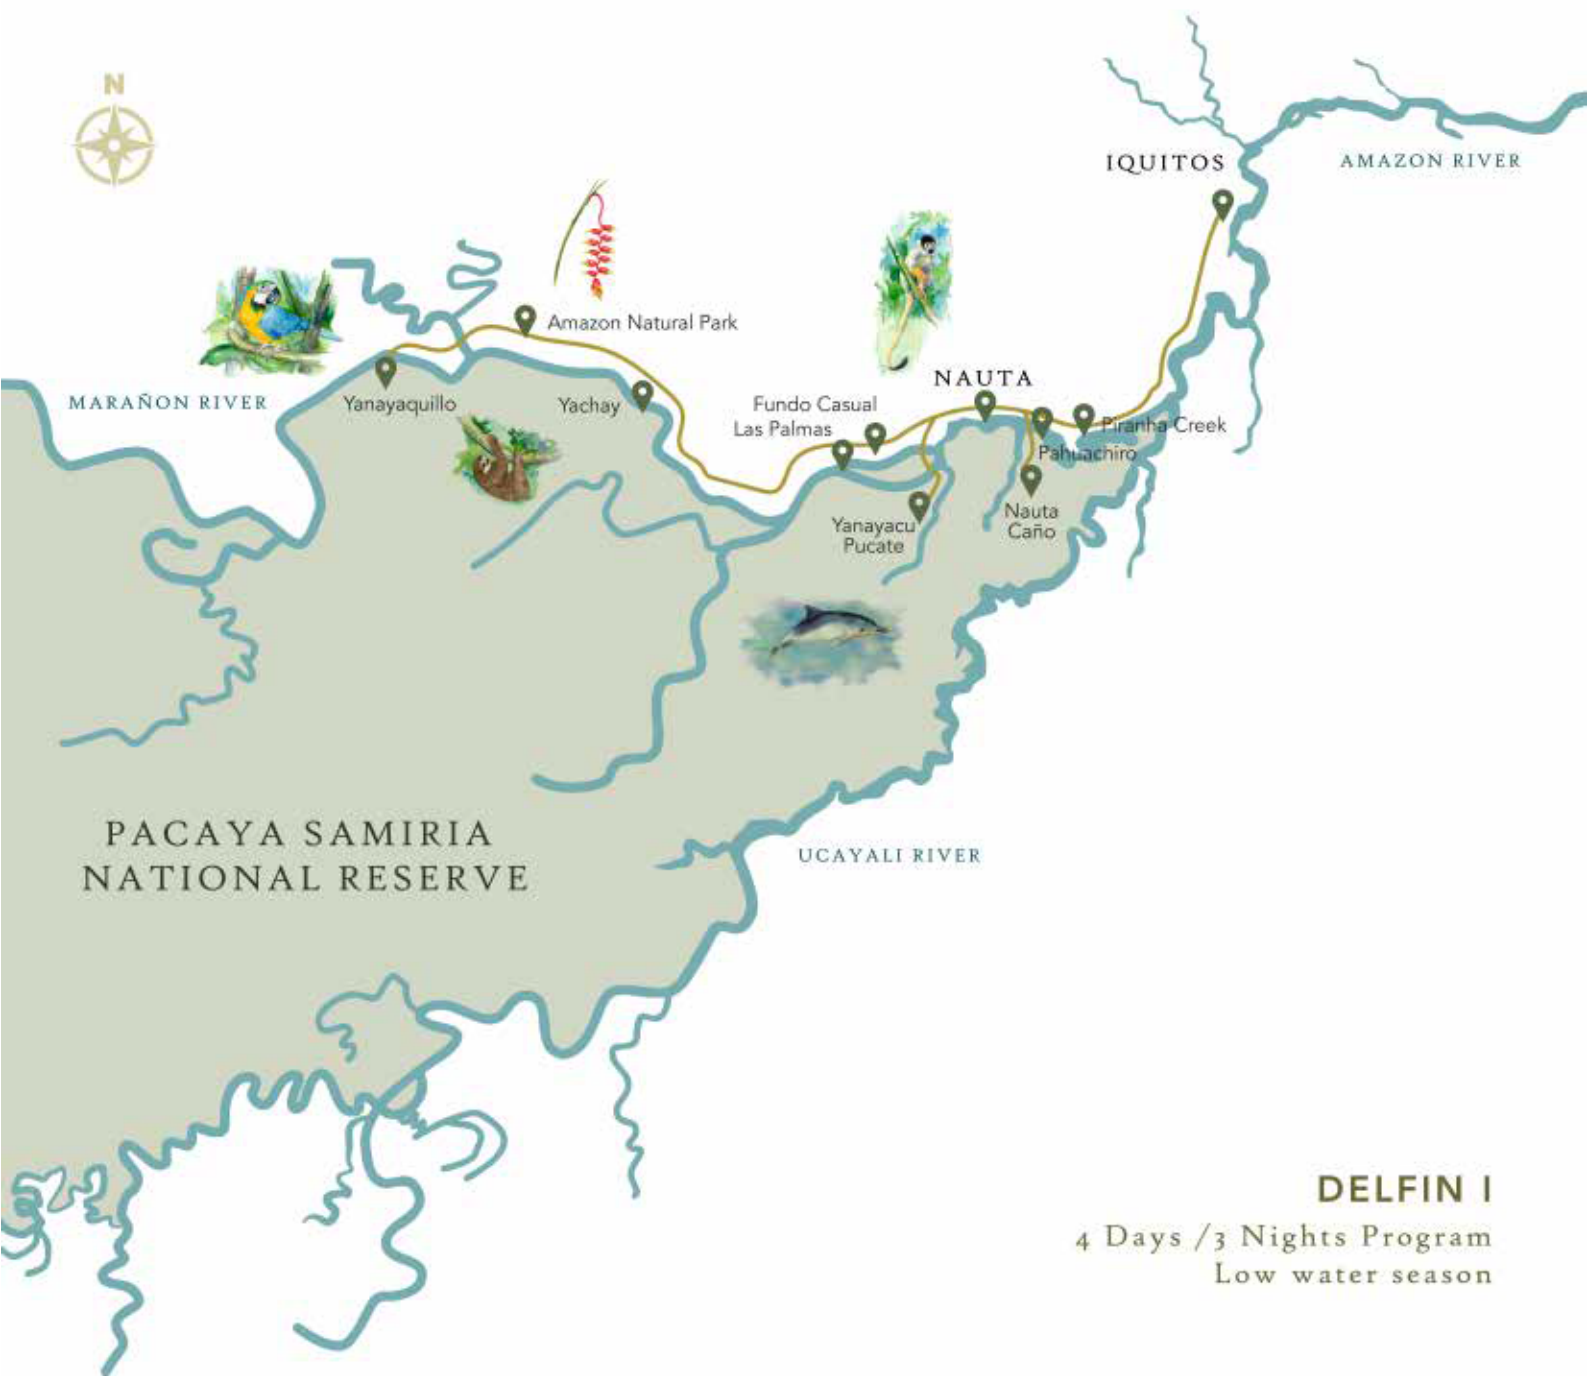 N
IQUITOS
AMAZON RIVER
Amazon Natural Park
NAUTA
MARAÑON RIVER
Yanayaquillo
Yachay
Fundo Casual
Las Palmas
Piranha Creek
Pahuachiro
Nauta
Caño
Yanayacu
Pucate
PACAYA SAMIRIA
NATIONAL RESERVE
UCAYALI RIVER
DELFIN I
4 Days /3 Nights Program
Low water season